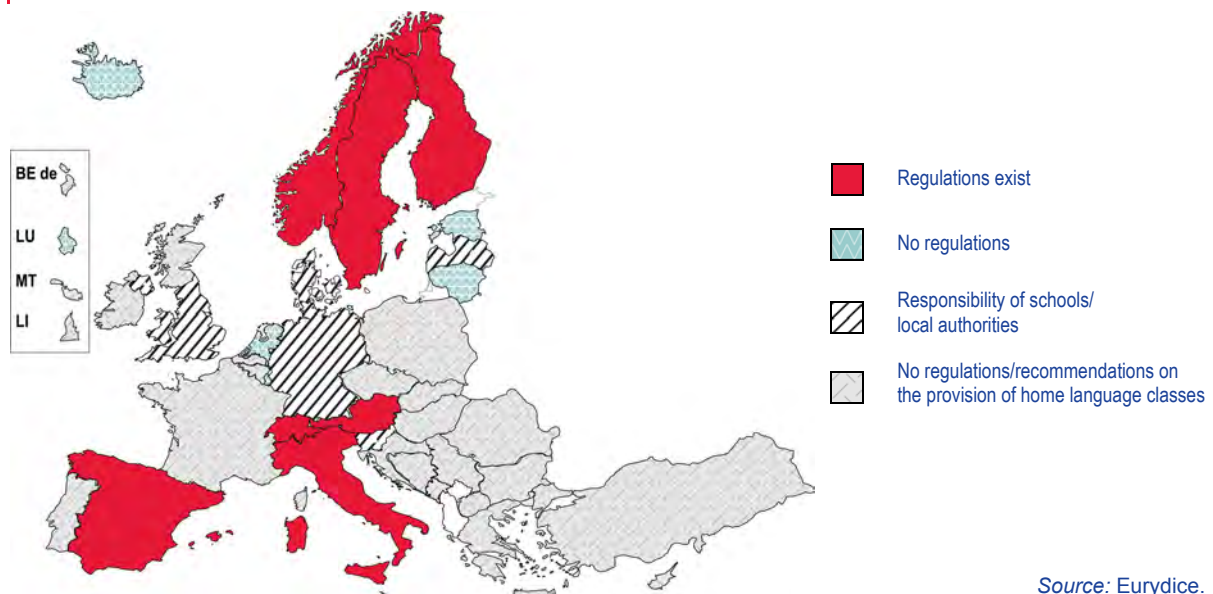 BE de
LU
MT
LI
Regulations exist
No regulations
Responsibility of schools/
local authorities
No regulations/recommendations on
the provision of home language classes
Source: Eurydice.